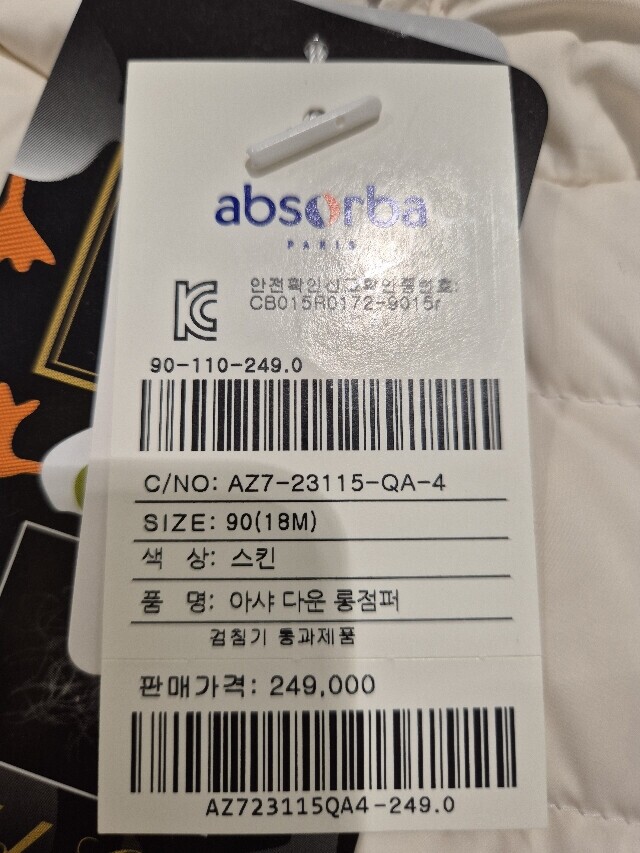 absorba
PARIS
안전확인신고확인증번호:
CB015R0172-9015r
90-110-249.0
C/NO: AZ7-23115-QA-4
SIZE: 90(18M)
색 상: 스킨
품 명: 아샤 다운 롱점퍼
검침기 통과제품
판매가격: 249,000
AZ723115QA4-249.0